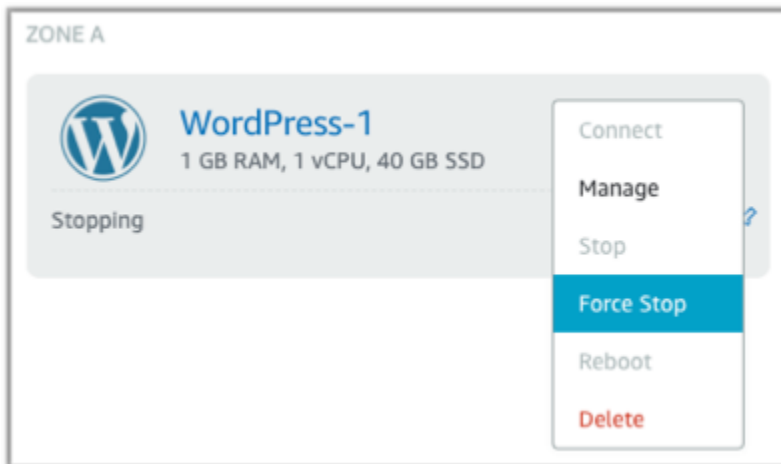 ZONE A
WordPress-1
1 GB RAM, 1 vCPU, 40 GB SSD
Stopping
Connect
Manage
Stop
Force Stop
Reboot
Delete